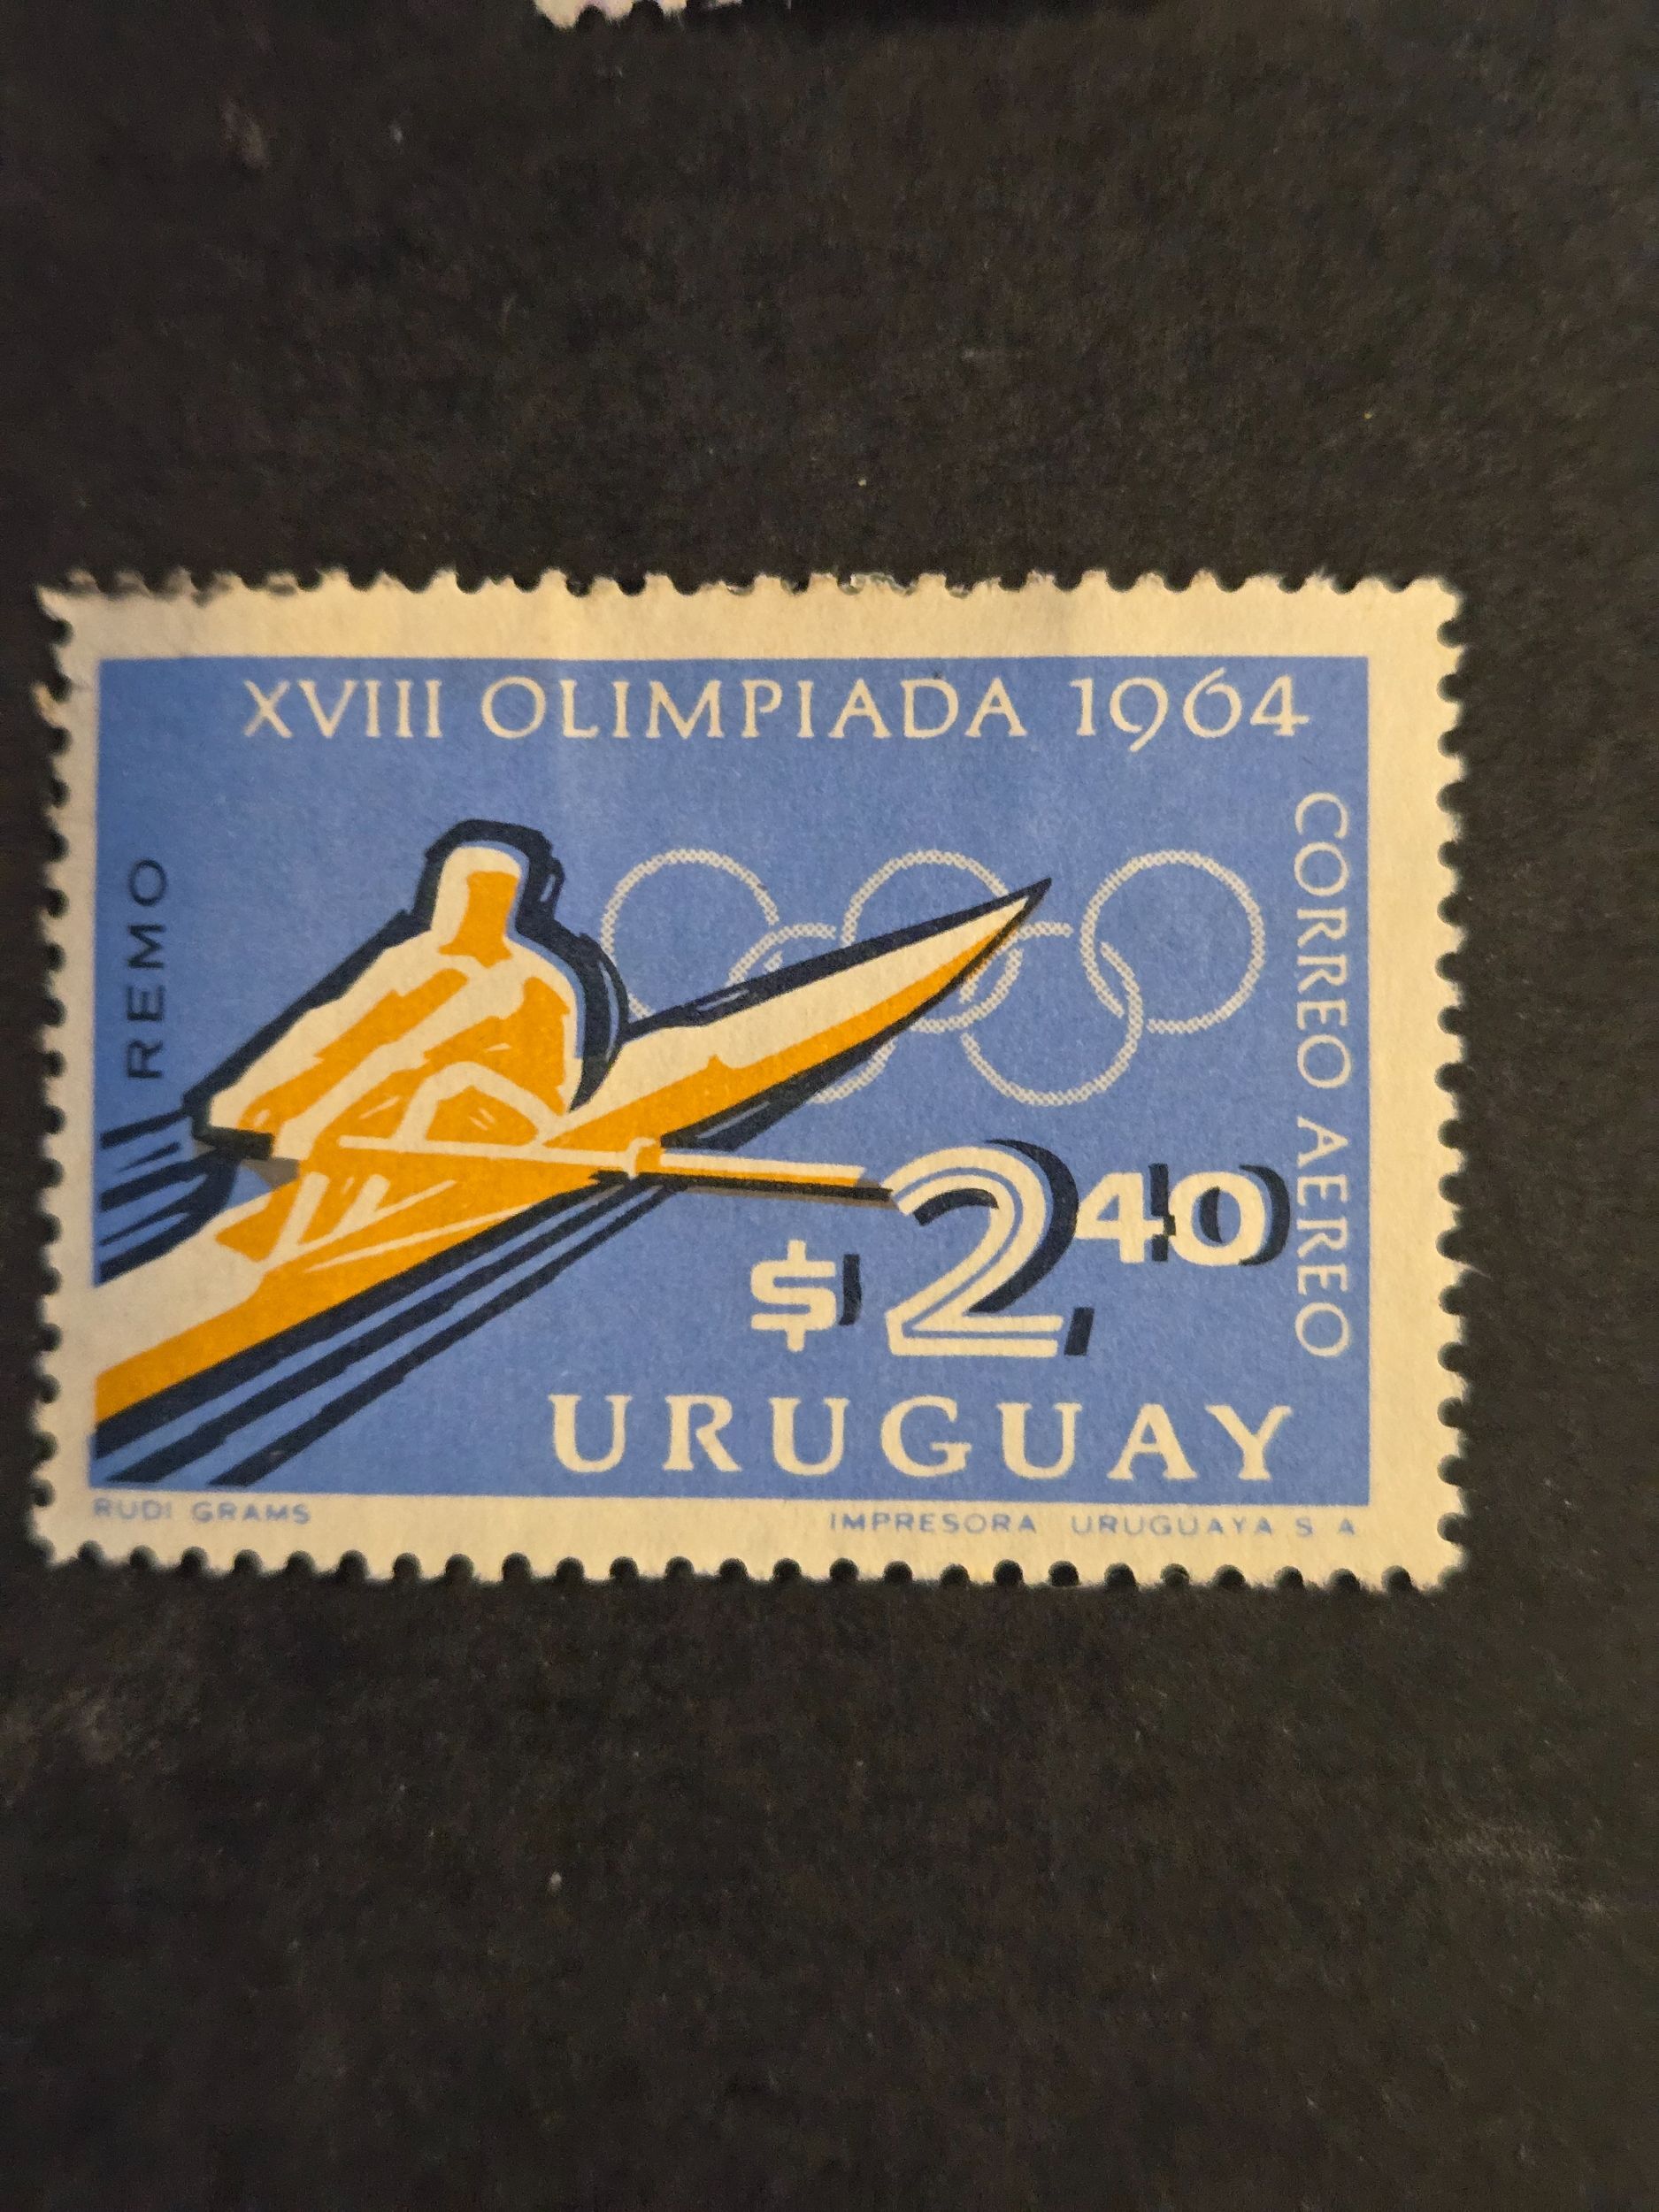 XVIII OLIMPIADA 1964
REMO
CORREO AEREO
$2,40
URUGUAY
RUDI GRAMS
IMPRESORA URUGUAYA S A